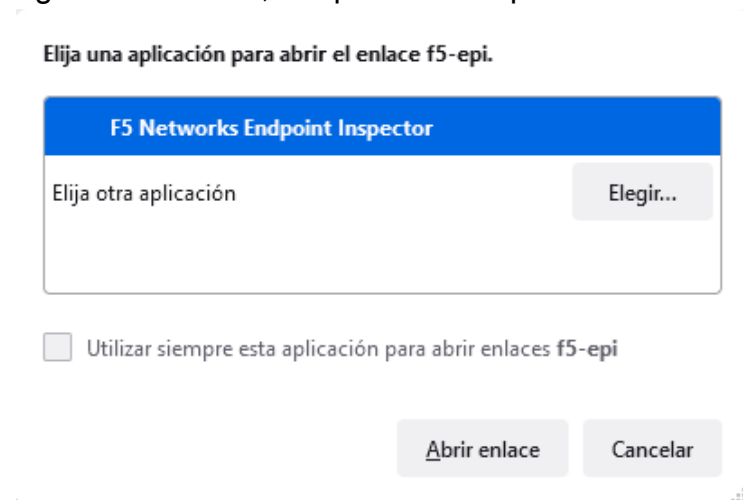 Elija una aplicación para abrir el enlace f5-epi.
F5 Networks Endpoint Inspector
Elija otra aplicación
Elegir...
Utilizar siempre esta aplicación para abrir enlaces f5-epi
Abrir enlace
Cancelar